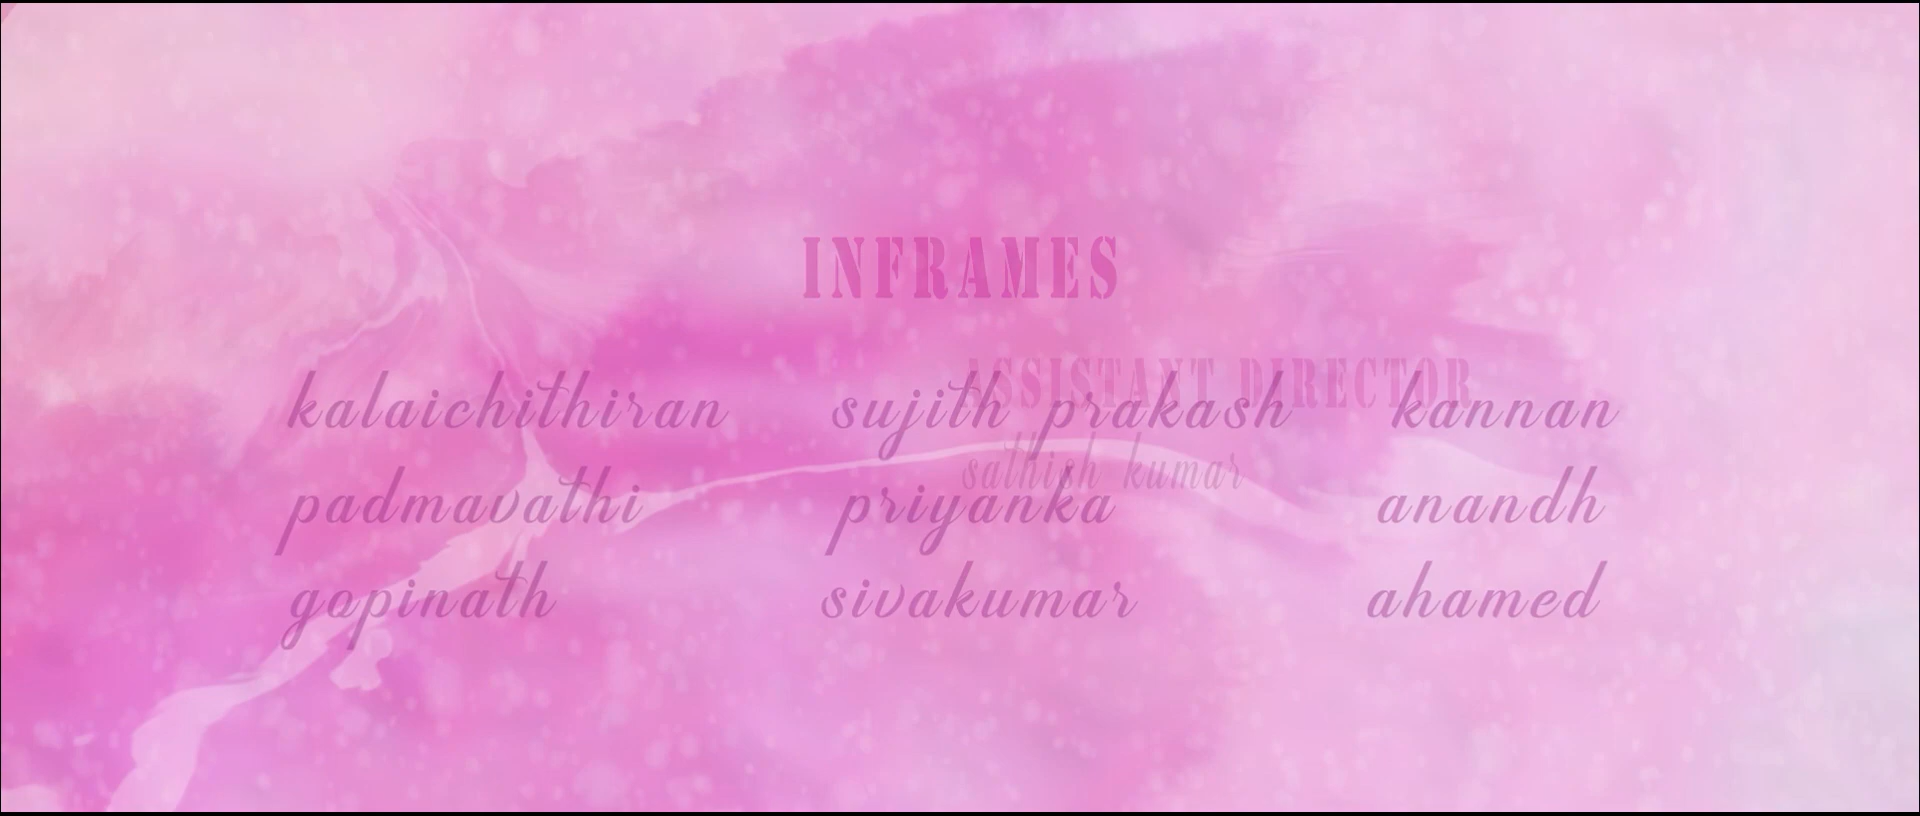 INFRAMES
ASSISTANT DIRECTOR
kalaichithiran sujith prakash kannan
sathish kumar
padmavathi priyanka anandh
gopinath sivakumar ahamed